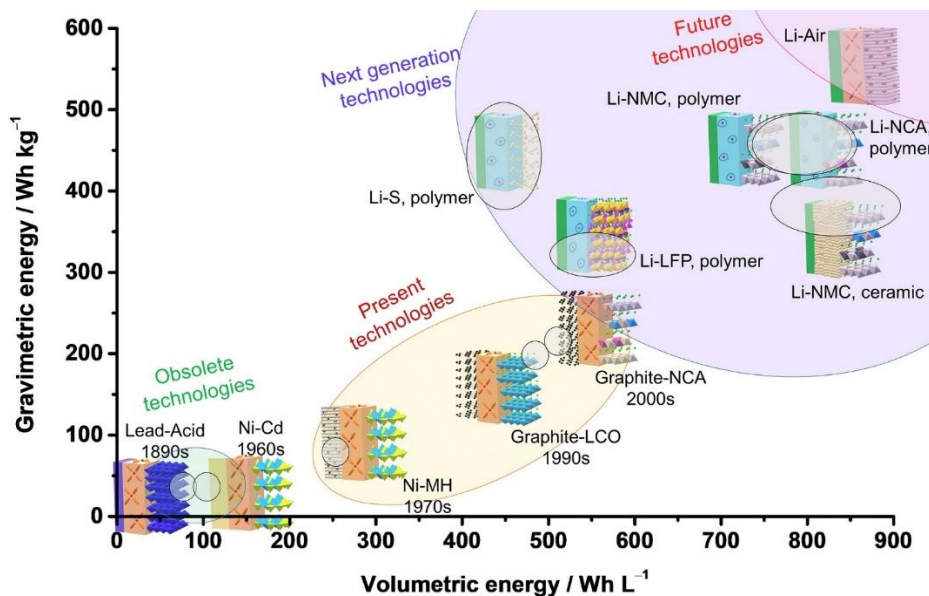 600
500
400
300
200
100
0
Gravimetric energy / Wh kg⁻¹
0 100 200 300 400 500 600 700 800 900
Volumetric energy / Wh L⁻¹
Next generation
technologies
Future
technologies
Li-Air
Li-NMC, polymer
Li-NCA,
polymer
Li-S, polymer
Li-LFP, polymer
Li-NMC, ceramic
Present
technologies
Graphite-NCA
2000s
Graphite-LCO
1990s
Ni-MH
1970s
Obsolete
technologies
Lead-Acid
1890s
Ni-Cd
1960s